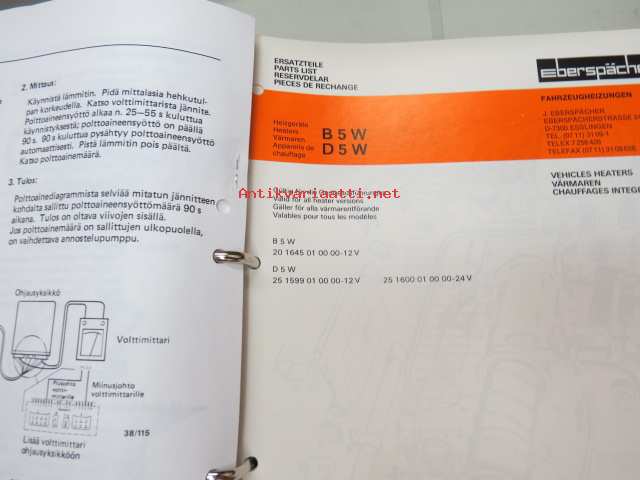 2. Mittaus:
Käynnistä lämmitin. Pidä mittalasia hehkutul-
pan korkeudella. Katso volttimittarista jännite.
Polttoaineensyöttö alkaa n. 25—55 s kuluttua
käynnistyksestä; polttoaineensyöttö on päällä
90 s. 90 s kuluttua pysähtyy polttoaineensyöttö
automaattisesti. Pistä lämmitin pois päältä.
Katso polttoainemäärä.
3. Tulos:
Polttoainediagrammista selviää mitatun jännitteen
kohdalta sallittu polttoaineensyöttömäärä 90 s
aikana. Tulos on oltava viivojen sisällä.
Jos polttoainemäärä on sallittujen ulkopuolella,
on vaihdettava annostelupumppu.
Ohjausyksikkö
Volttimittari
Plusjohto
voltti-
mittarille
Miinusjohto
volttimittarille
38/115
Lisää volttimittari
ohjausyksikköön
ERSATZTEILE
PARTS LIST
RESERVDELAR
PIECES DE RECHANGE
Eberspächer
Heizgeräte
Heaters
Värmaren
Appareils de
chauffage
B 5 W
D 5 W
FAHRZEUGHEIZUNGEN
J. EBERSPÄCHER
EBERSPÄCHERSTRASSE
D-7300 ESSLINGEN
TEL. (07 11) 31 09-1
TELEX 7 256 426
TELEFAX (07 11)
VEHICLES HEATERS
VÄRMAREN
CHAUFFAGES INTEG
Antikvariaatti.net
Valid for all heater versions
Gäller för alla värmarentförande
Valables pour tous les modèles
B 5 W
20 1645 01 00 00-12 V
D 5 W
25 1599 01 00 00-12 V 25 1600 01 00 00-24 V